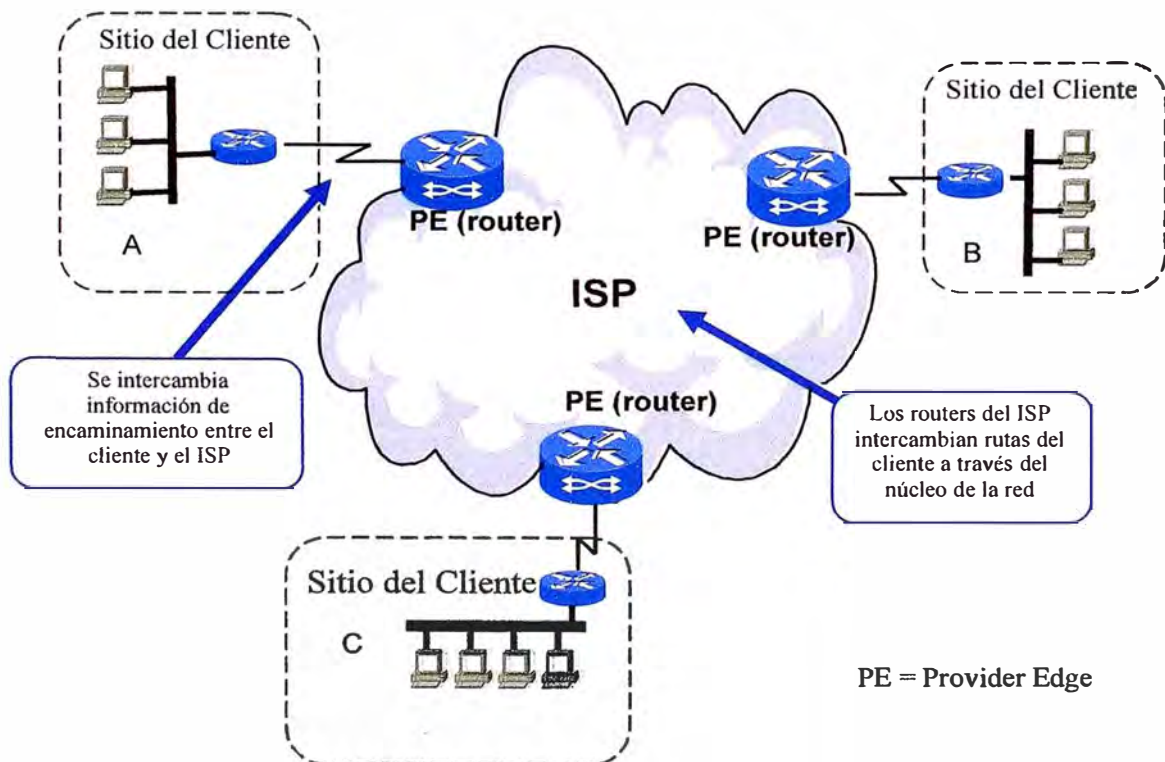 Sitio del Cliente
A
PE (router)
Sitio del Cliente
B
PE (router)
ISP
Se intercambia
información de
encaminamiento entre el
cliente y el ISP
PE (router)
Los routers del ISP
intercambian rutas del
cliente a través del
núcleo de la red
Sitio del Cliente
C
PE = Provider Edge